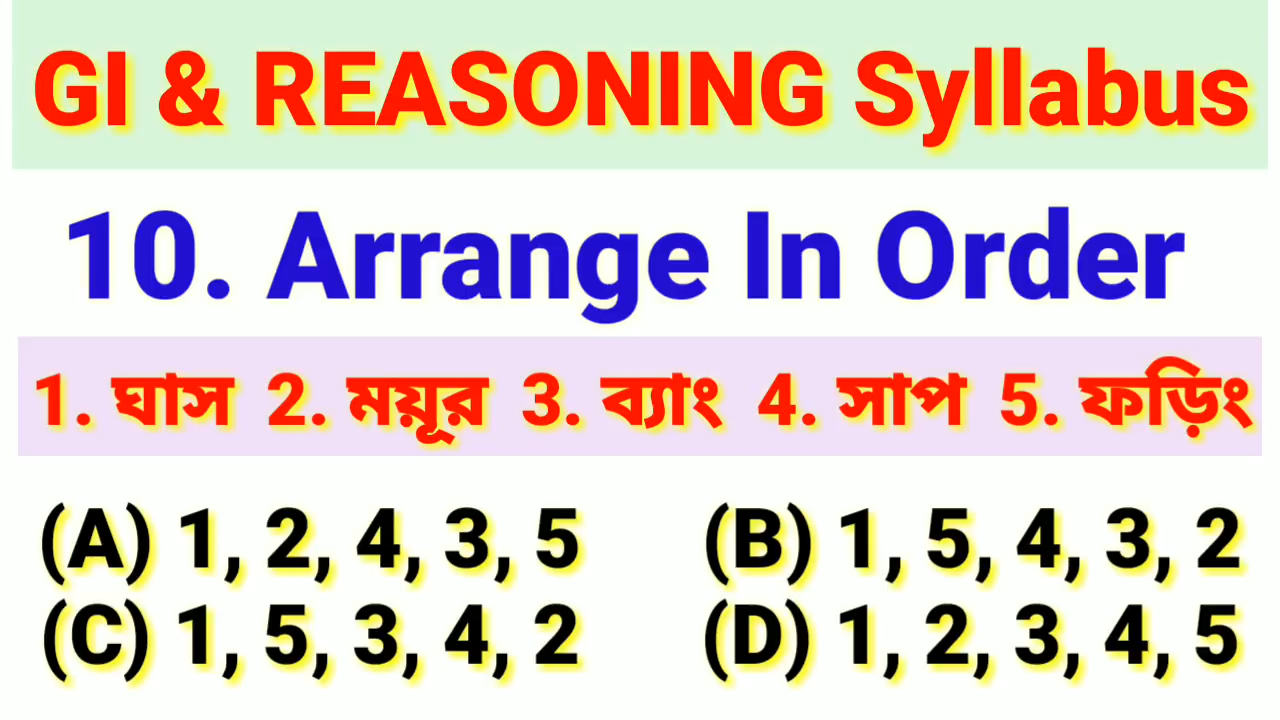 GI & REASONING Syllabus
10. Arrange In Order
1. ঘাস 2. ময়ূর 3. ব্যাং 4. সাপ 5. ফড়িং
(A) 1, 2, 4, 3, 5 (B) 1, 5, 4, 3, 2
(C) 1, 5, 3, 4, 2 (D) 1, 2, 3, 4, 5